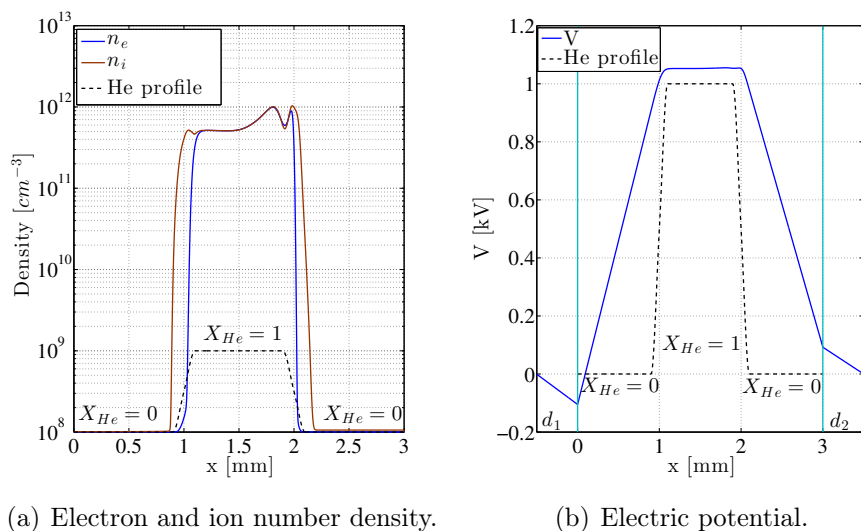 10^13
10^12
10^11
10^10
10^9
10^8
Density [cm^−3]
n_e
n_i
He profile
X_He = 1
X_He = 0
X_He = 0
0 0.5 1 1.5 2 2.5 3
x [mm]
(a) Electron and ion number density.
1.2
1
0.8
0.6
0.4
0.2
0
−0.2
V [kV]
V
He profile
X_He = 1
X_He = 0
X_He = 0
d_1
d_2
0 1 2 3
x [mm]
(b) Electric potential.